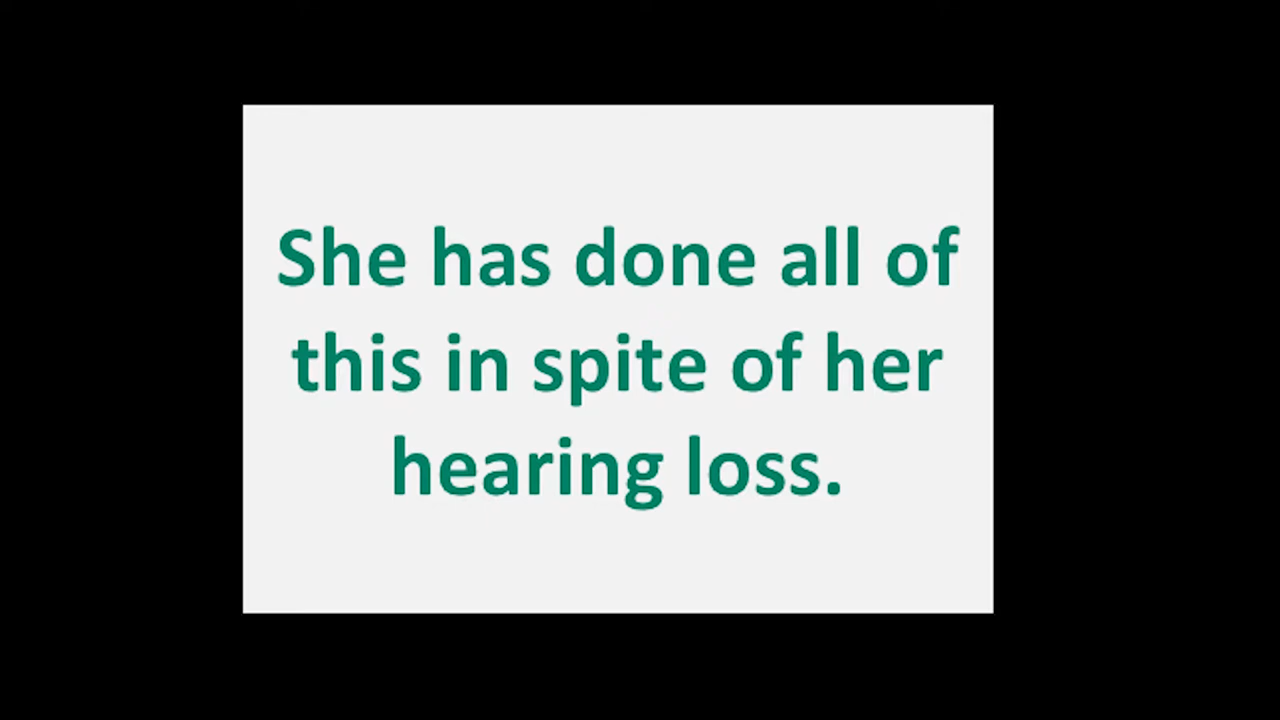 She has done all of
this in spite of her
hearing loss.